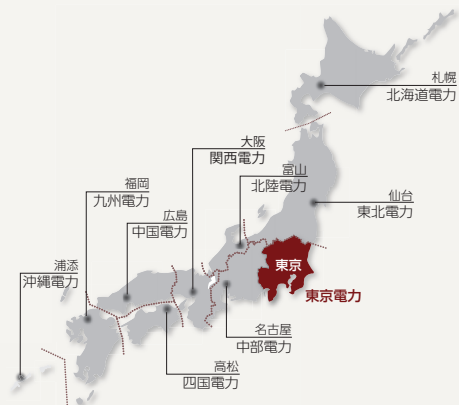 札幌
北海道電力
大阪
関西電力
富山
北陸電力
福岡
九州電力
仙台
東北電力
広島
中国電力
浦添
沖縄電力
東京
東京電力
名古屋
中部電力
高松
四国電力